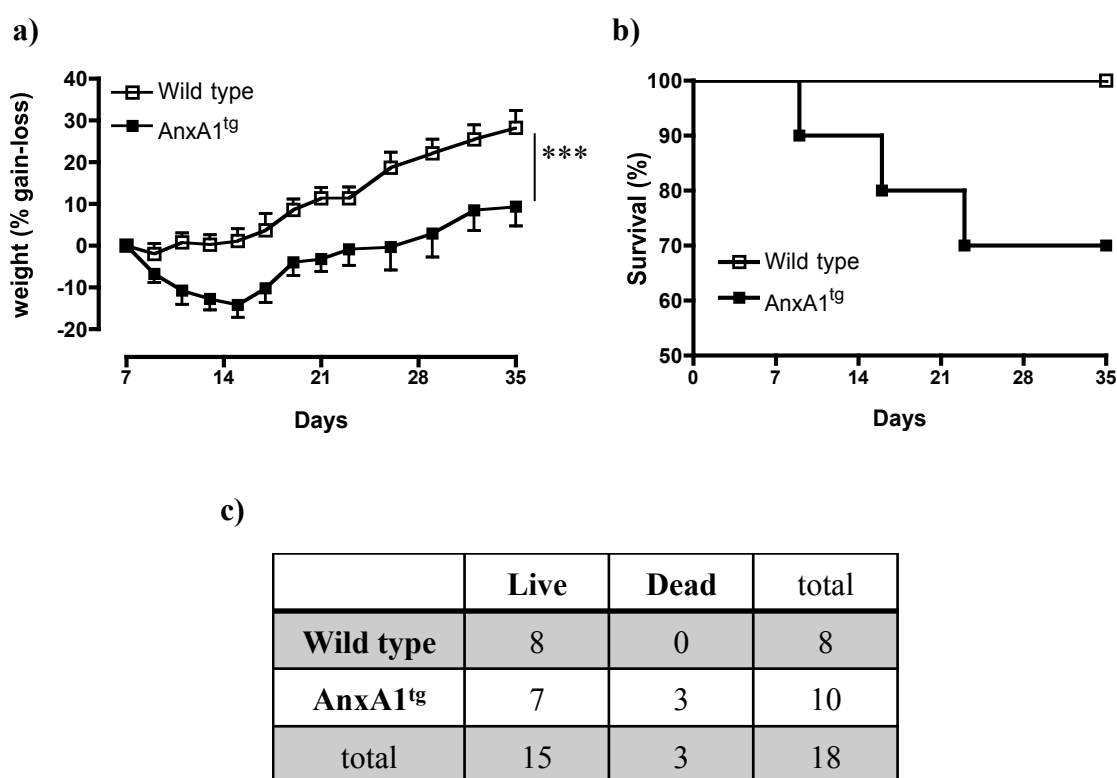 a)
weight (% gain-loss)
40
30
20
10
0
-10
-20
Wild type
AnxA1tg
***
7 14 21 28 35
Days
b)
Survival (%)
100
90
80
70
60
50
Wild type
AnxA1tg
0 7 14 21 28 35
Days
c)
Live Dead total
Wild type 8 0 8
AnxA1tg 7 3 10
total 15 3 18